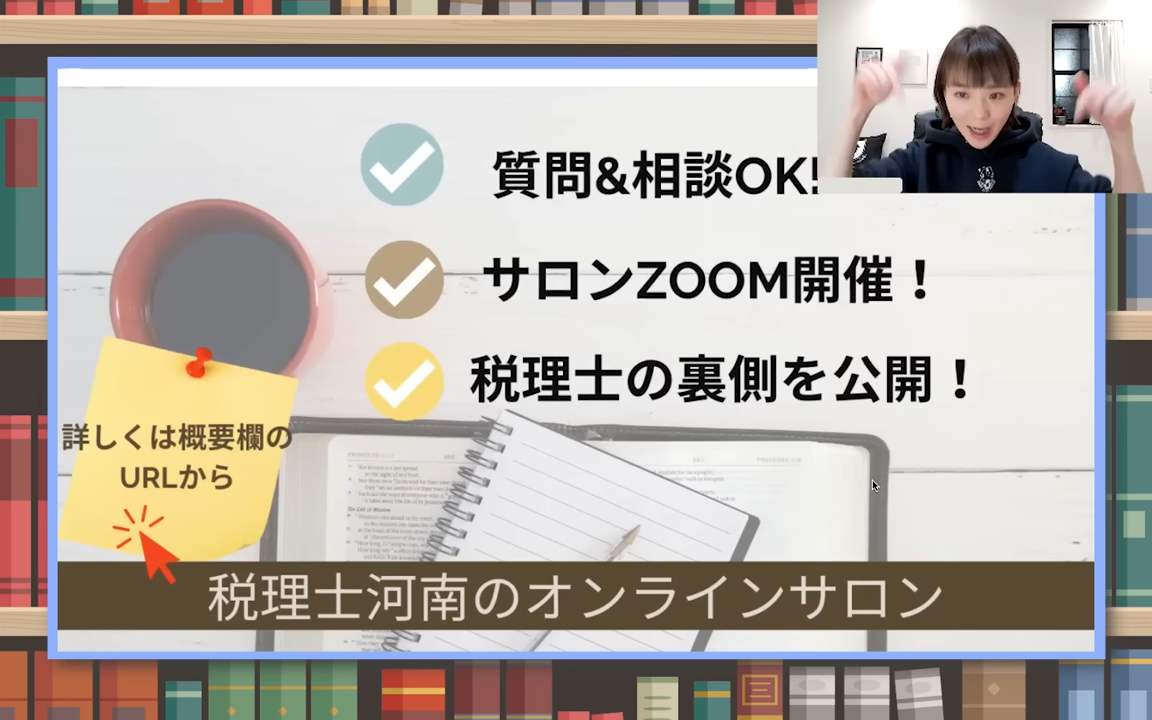 質問&相談OK!
サロンZOOM開催！
税理士の裏側を公開！
詳しくは概要欄の
URLから
税理士河南のオンラインサロン